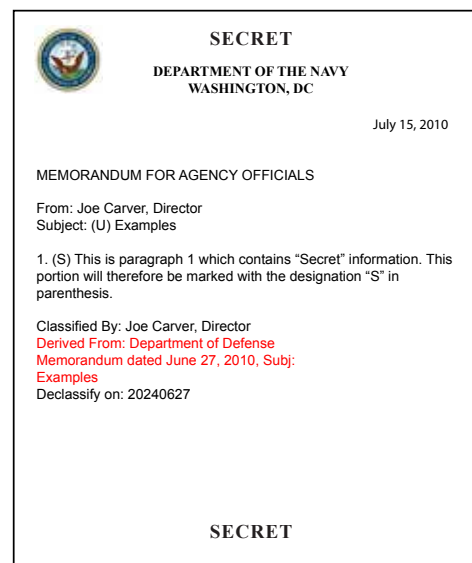 SECRET
DEPARTMENT OF THE NAVY
WASHINGTON, DC
July 15, 2010
MEMORANDUM FOR AGENCY OFFICIALS
From: Joe Carver, Director
Subject: (U) Examples
1. (S) This is paragraph 1 which contains “Secret” information. This
portion will therefore be marked with the designation “S” in
parenthesis.
Classified By: Joe Carver, Director
Derived From: Department of Defense
Memorandum dated June 27, 2010, Subj:
Examples
Declassify on: 20240627
SECRET